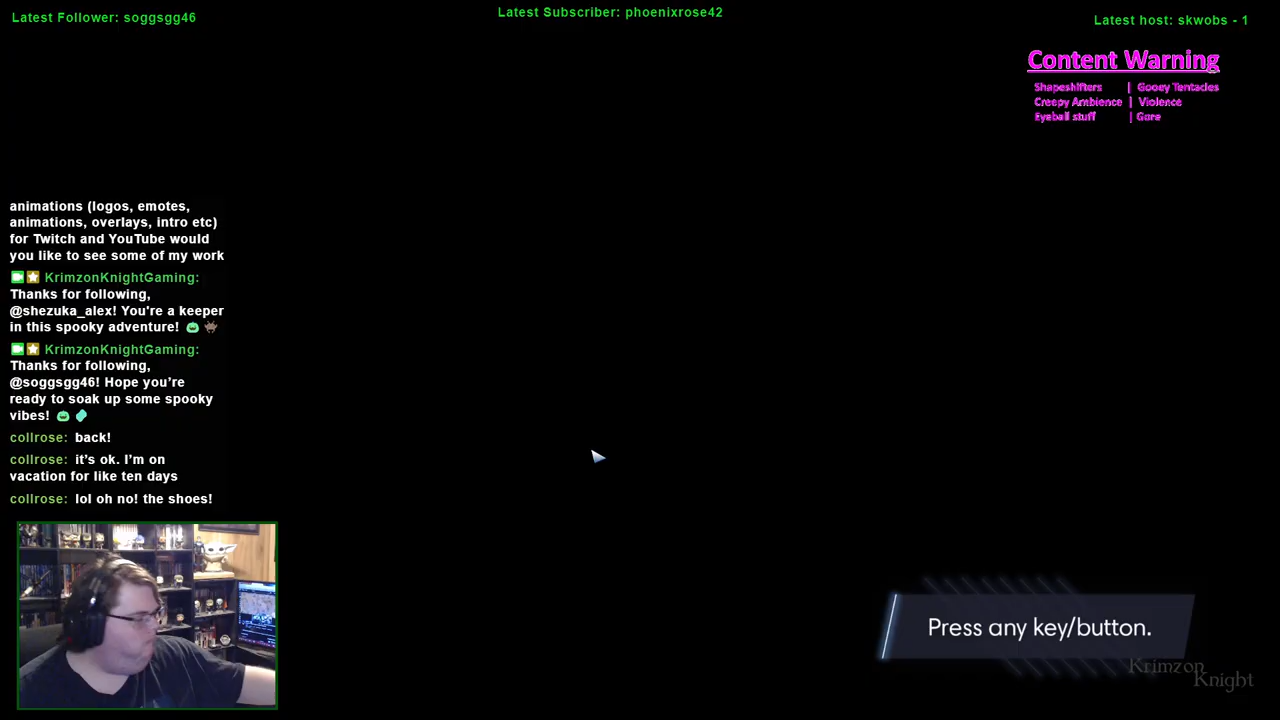 Latest Follower: soggsgg46
Latest Subscriber: phoenixrose42
Latest host: skwobs - 1
Content Warning
Shapeshifters | Gooey Tentacles
Creepy Ambience | Violence
Eyeball stuff | Gore
animations (logos, emotes,
animations, overlays, intro etc)
for Twitch and YouTube would
you like to see some of my work
KrimzonKnightGaming:
Thanks for following,
@shezuka_alex! You're a keeper
in this spooky adventure!
KrimzonKnightGaming:
Thanks for following,
@soggsgg46! Hope you’re
ready to soak up some spooky
vibes!
collrose: back!
collrose: it’s ok. I’m on
vacation for like ten days
collrose: lol oh no! the shoes!
Press any key/button.
Krimzon
Knight